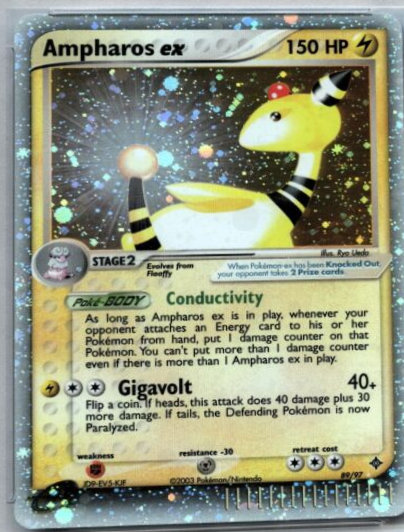 Ampharos ex 150 HP
Illus. Ryo Ueda
STAGE 2 Evolves from
Flaaffy
When Pokémon-ex has been Knocked Out,
your opponent takes 2 Prize cards.
Poké-BODY Conductivity
As long as Ampharos ex is in play, whenever your
opponent attaches an Energy card to his or her
Pokémon from hand, put 1 damage counter on that
Pokémon. You can't put more than 1 damage counter
even if there is more than 1 Ampharos ex in play.
Gigavolt 40+
Flip a coin. If heads, this attack does 40 damage plus 30
more damage. If tails, the Defending Pokémon is now
Paralyzed.
weakness resistance -30 retreat cost
JD9-EV5-KJF ©2003 Pokémon/Nintendo 89/97